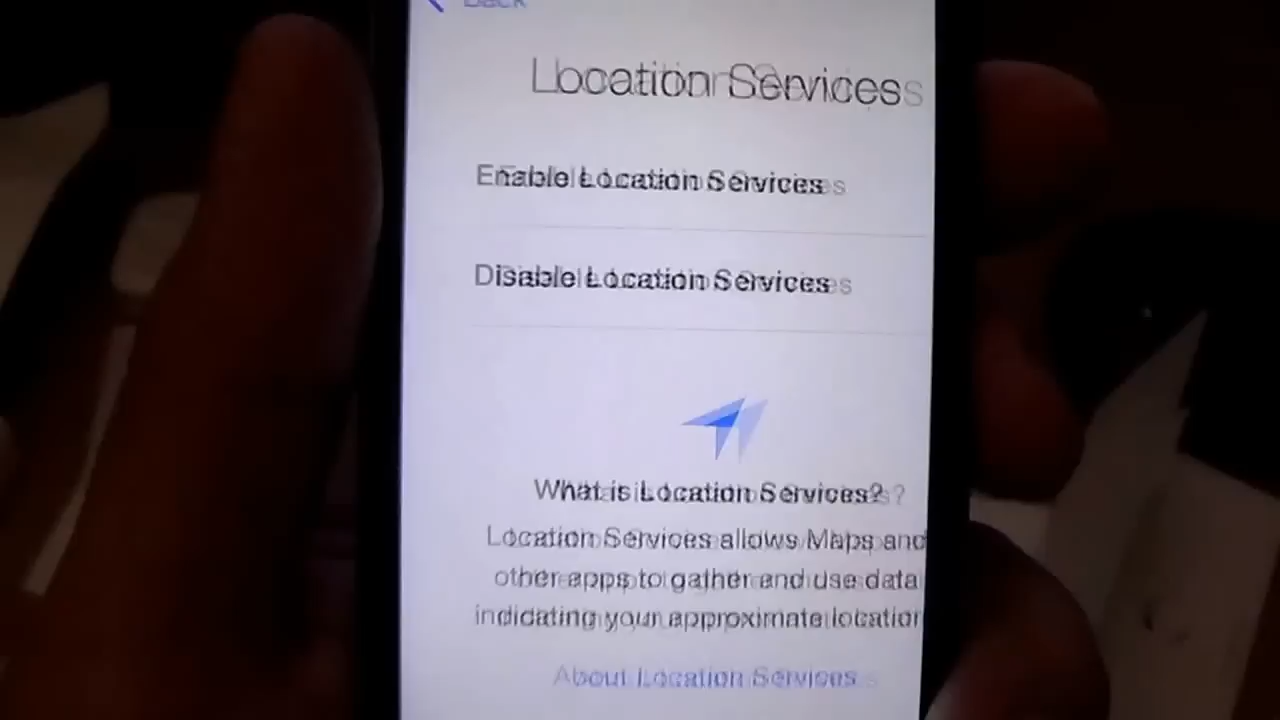 Back
Location Services
Enable Location Services
Disable Location Services
What is Location Services?
Location Services allows Maps and
other apps to gather and use data
indicating your approximate location
About Location Services